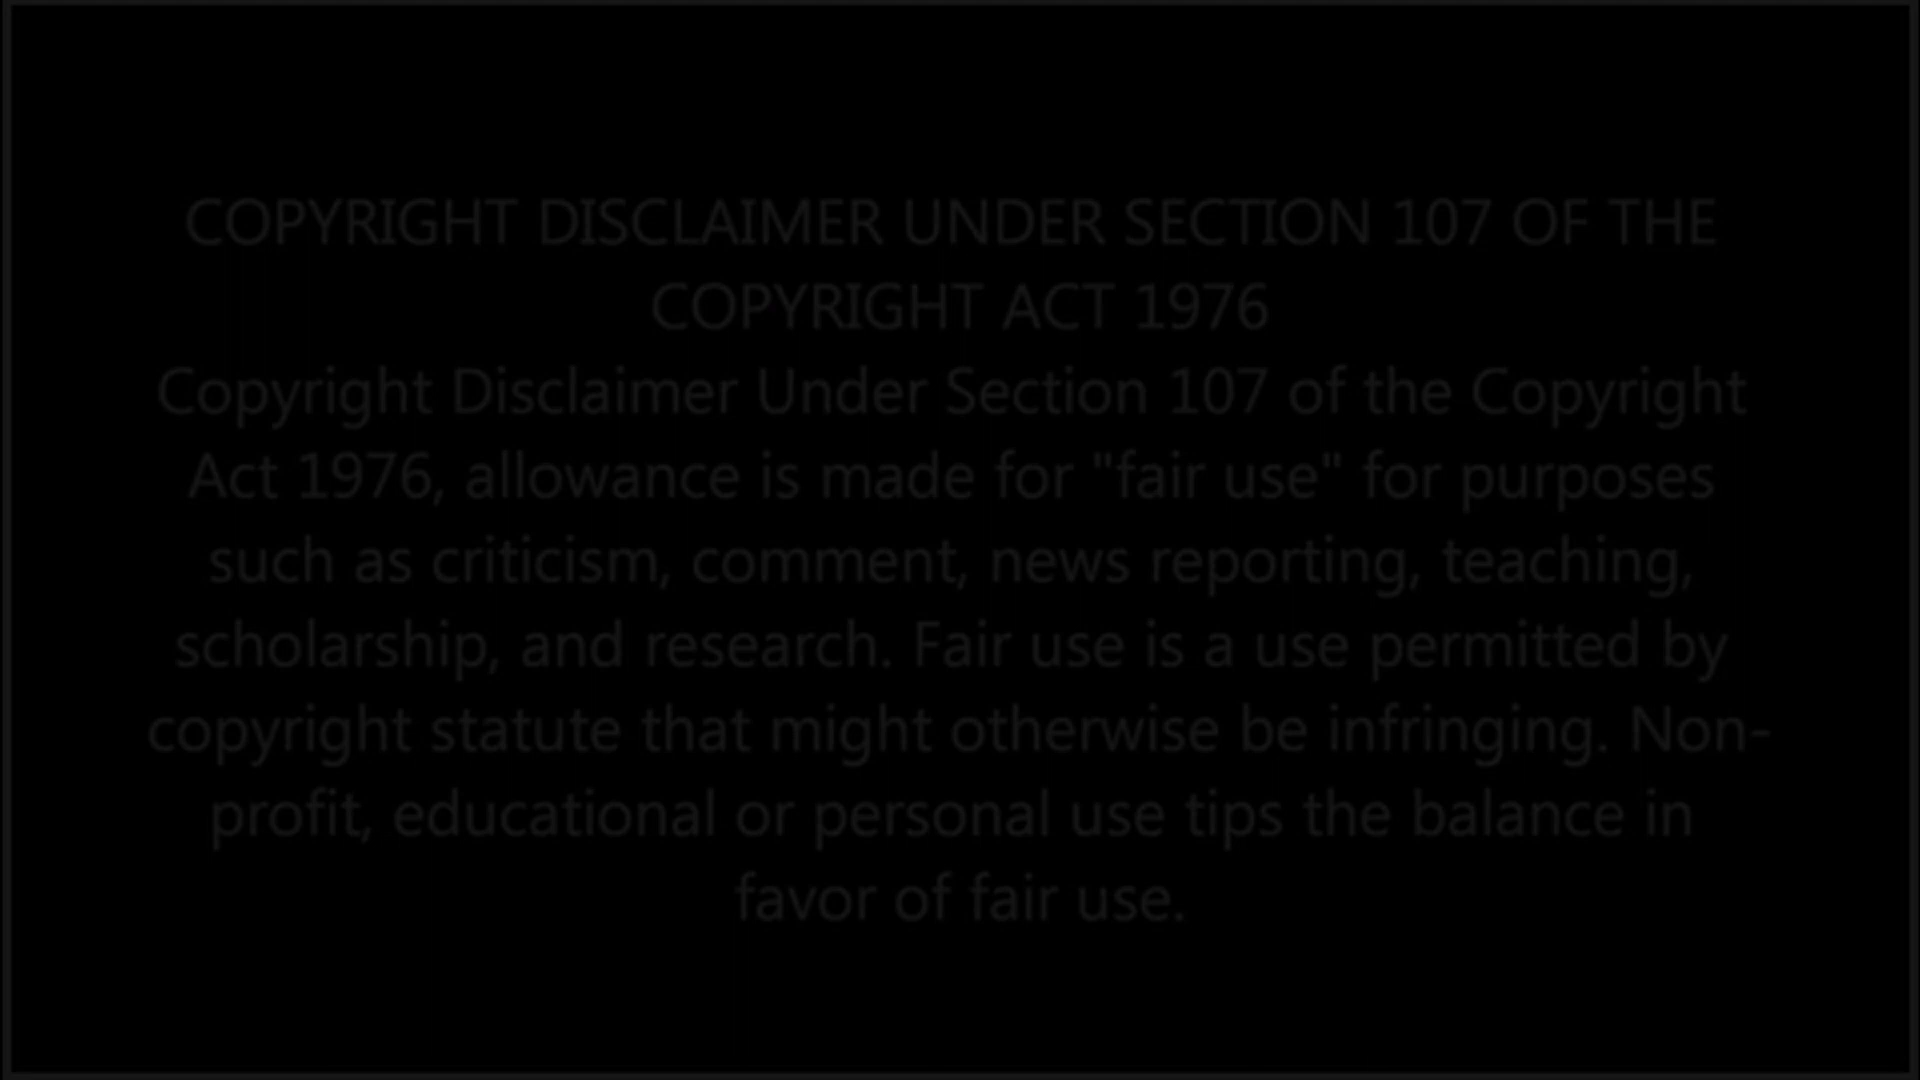 COPYRIGHT DISCLAIMER UNDER SECTION 107 OF THE
COPYRIGHT ACT 1976
Copyright Disclaimer Under Section 107 of the Copyright
Act 1976, allowance is made for "fair use" for purposes
such as criticism, comment, news reporting, teaching,
scholarship, and research. Fair use is a use permitted by
copyright statute that might otherwise be infringing. Non-
profit, educational or personal use tips the balance in
favor of fair use.